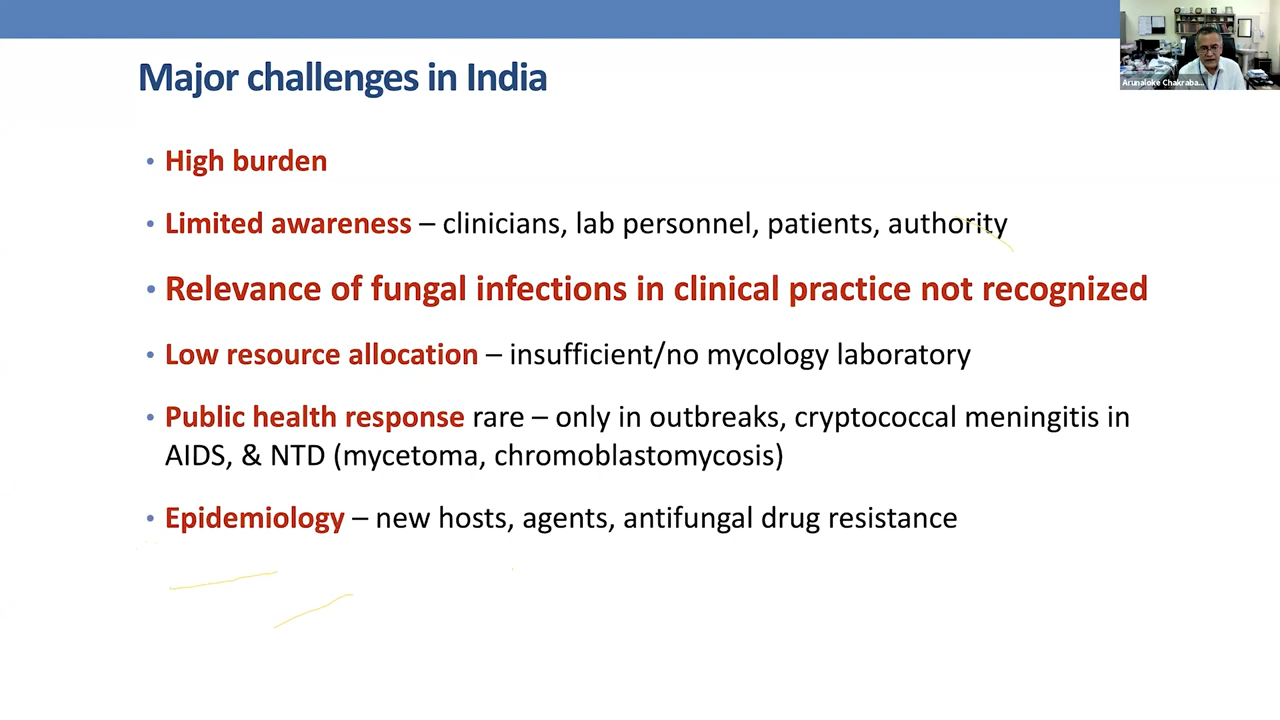 Major challenges in India
Arunaloke Chakraba...
• High burden
• Limited awareness – clinicians, lab personnel, patients, authority
• Relevance of fungal infections in clinical practice not recognized
• Low resource allocation – insufficient/no mycology laboratory
• Public health response rare – only in outbreaks, cryptococcal meningitis in
AIDS, & NTD (mycetoma, chromoblastomycosis)
• Epidemiology – new hosts, agents, antifungal drug resistance